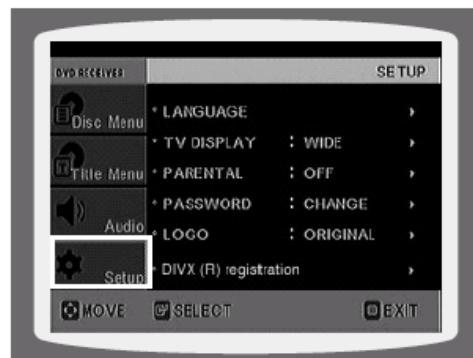 DVD RECEIVER SETUP
Disc Menu
Title Menu
Audio
Setup
• LANGUAGE
• TV DISPLAY : WIDE
• PARENTAL : OFF
• PASSWORD : CHANGE
• LOGO : ORIGINAL
• DIVX (R) registration
MOVE SELECT EXIT